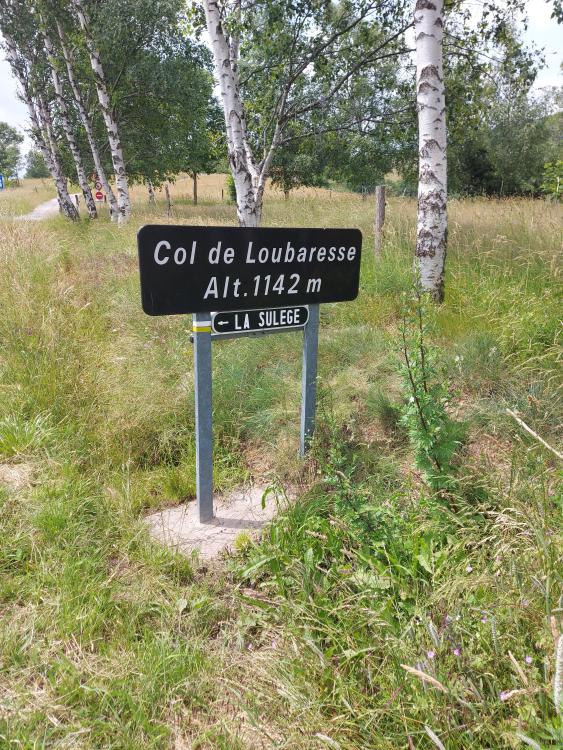 Col de Loubaresse
Alt.1142 m
← LA SULEGE